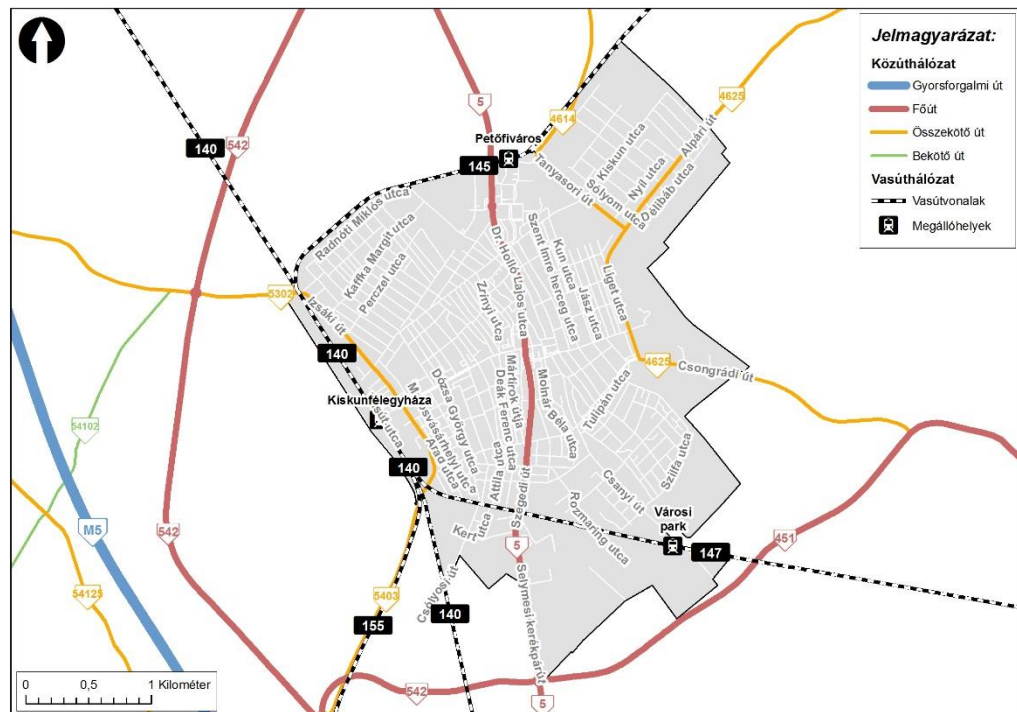 Jelmagyarázat:
Közúthálózat
Gyorsforgalmi út
Főút
Összekötő út
Bekötő út
Vasúthálózat
Vasútvonalak
Megállóhelyek
542
140
5
4614
4625
Petőfiváros
145
Kiskun utca
Nyíl utca
Alpári út
Tanyasori út
Sólyom utca
Délibáb utca
Radnóti Miklós utca
Kaffka Margit utca
Perczel utca
Dr. Holló Lajos utca
Szent Imre herceg utca
Kun utca
Jász utca
Liget utca
5302
Izsáki út
Zrínyi utca
140
4625
Csongrádi út
Kiskunfélegyháza
Mártírok útja
Deák Ferenc utca
Molnár Béla utca
Tulipán utca
Dózsa György utca
Arad utca
54102
140
Attila utca
Szegedi út
Csanyi út
Szilfa utca
Rozmaring utca
Városi
park
147
451
M5
542
Kert utca
5
54125
5403
Csólyosi út
Selymesi kerékpárút
155
140
542
5
0 0,5 1 Kilométer